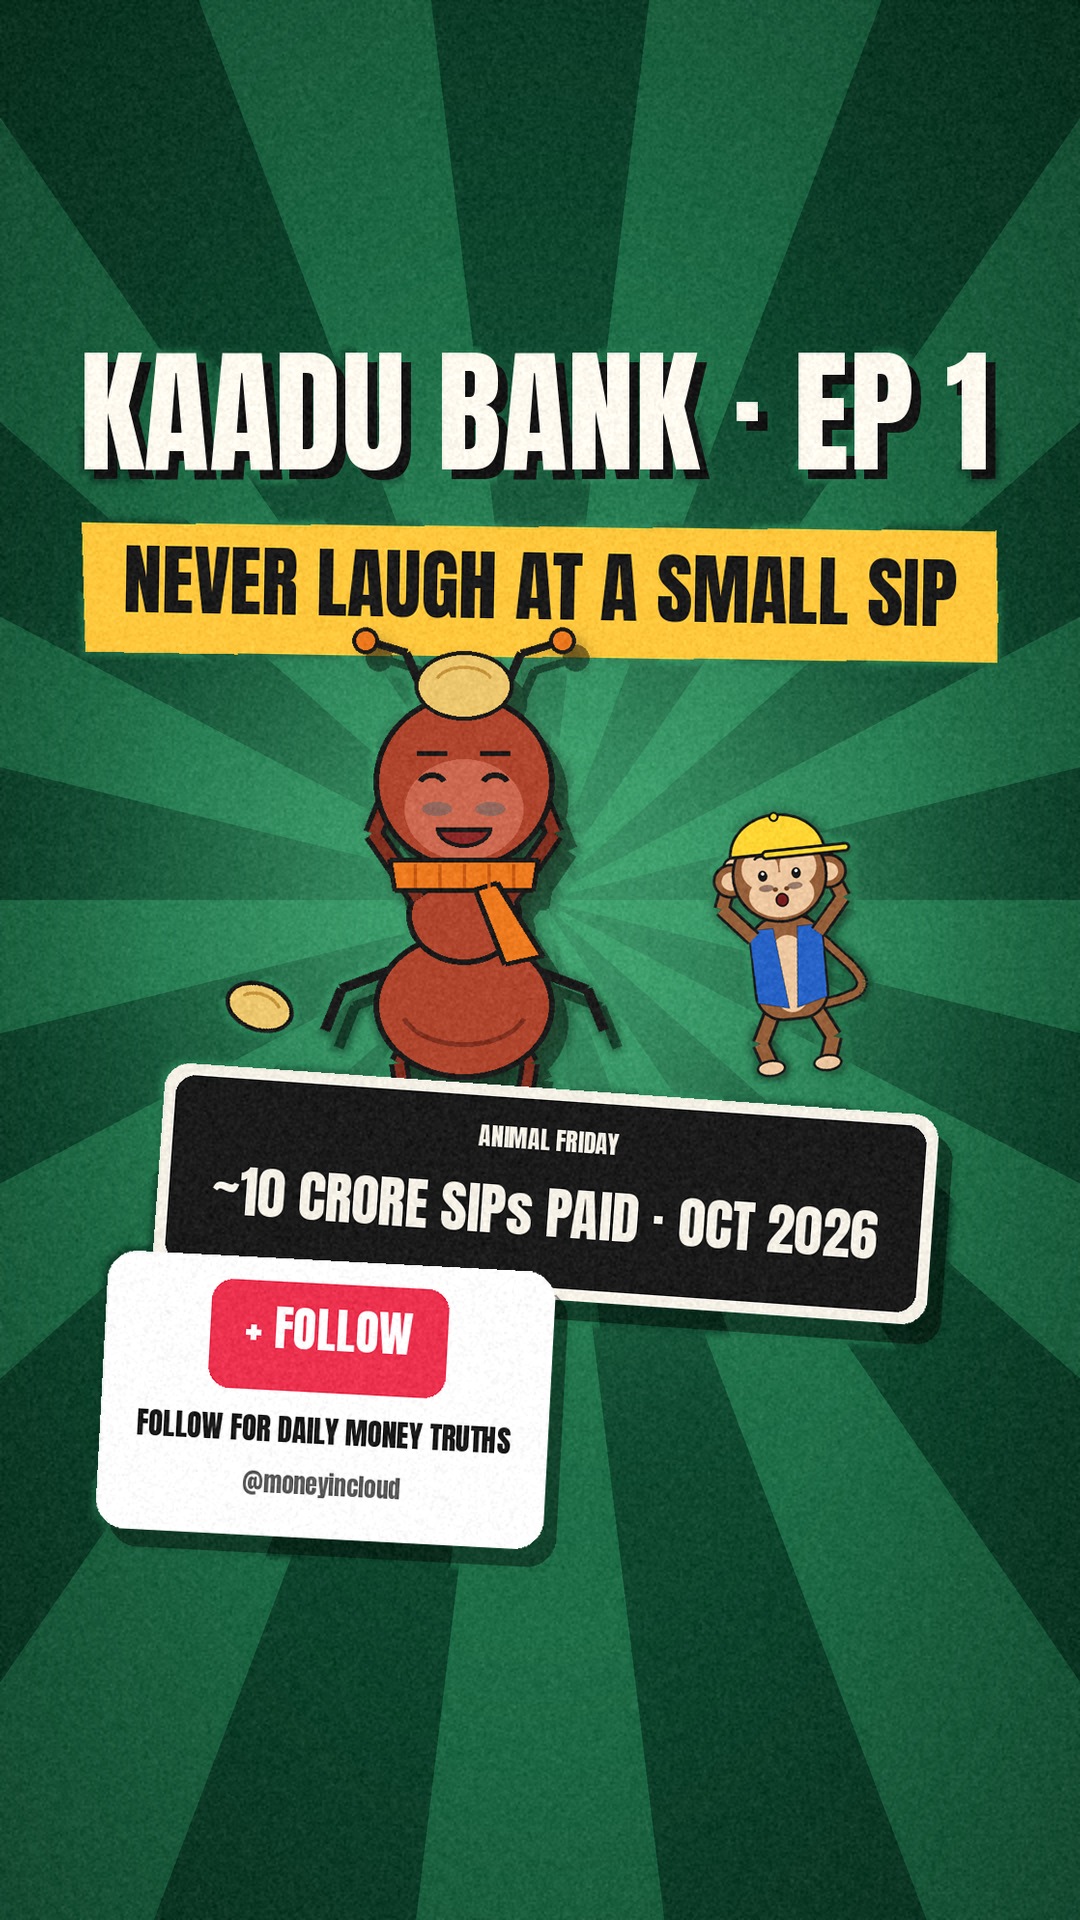 KAADU BANK · EP 1
NEVER LAUGH AT A SMALL SIP
ANIMAL FRIDAY
~10 CRORE SIPs PAID · OCT 2026
+ FOLLOW
FOLLOW FOR DAILY MONEY TRUTHS
@moneyincloud